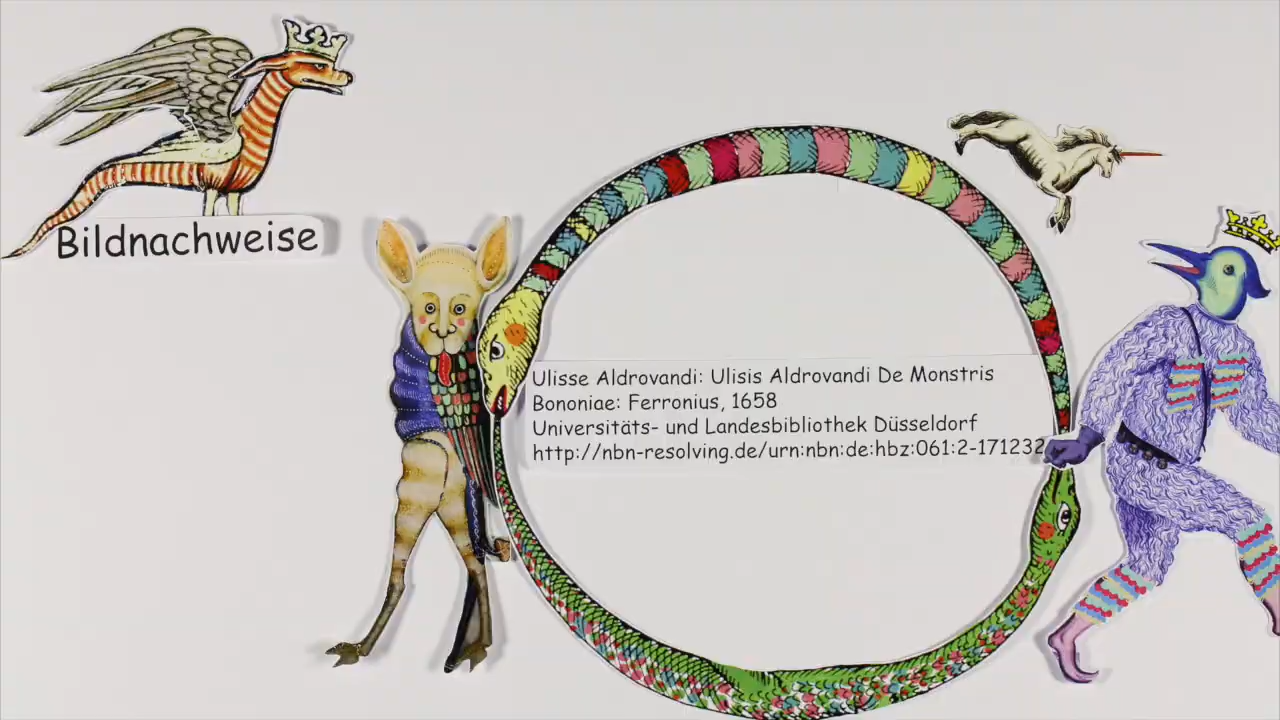 Bildnachweise
Ulisse Aldrovandi: Ulisis Aldrovandi De Monstris
Bononiae: Ferronius, 1658
Universitäts- und Landesbibliothek Düsseldorf
http://nbn-resolving.de/urn:nbn:de:hbz:061:2-171232